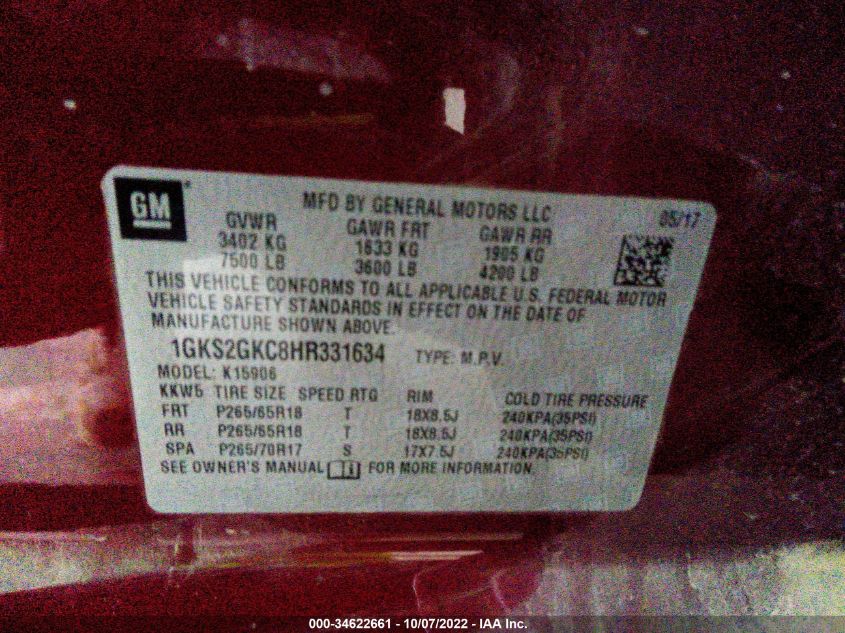 GM
MFD BY GENERAL MOTORS LLC 05/17
GVWR GAWR FRT GAWR RR
3402 KG 1633 KG 1905 KG
7500 LB 3600 LB 4200 LB
THIS VEHICLE CONFORMS TO ALL APPLICABLE U.S. FEDERAL MOTOR
VEHICLE SAFETY STANDARDS IN EFFECT ON THE DATE OF
MANUFACTURE SHOWN ABOVE.
1GKS2GKC8HR331634 TYPE: M.P.V.
MODEL: K15906
KKW5 TIRE SIZE SPEED RTG RIM COLD TIRE PRESSURE
FRT P265/65R18 T 18X8.5J 240KPA(35PSI)
RR P265/65R18 T 18X8.5J 240KPA(35PSI)
SPA P265/70R17 S 17X7.5J 240KPA(35PSI)
SEE OWNER'S MANUAL FOR MORE INFORMATION.
000-34622661 - 10/07/2022 - IAA Inc.